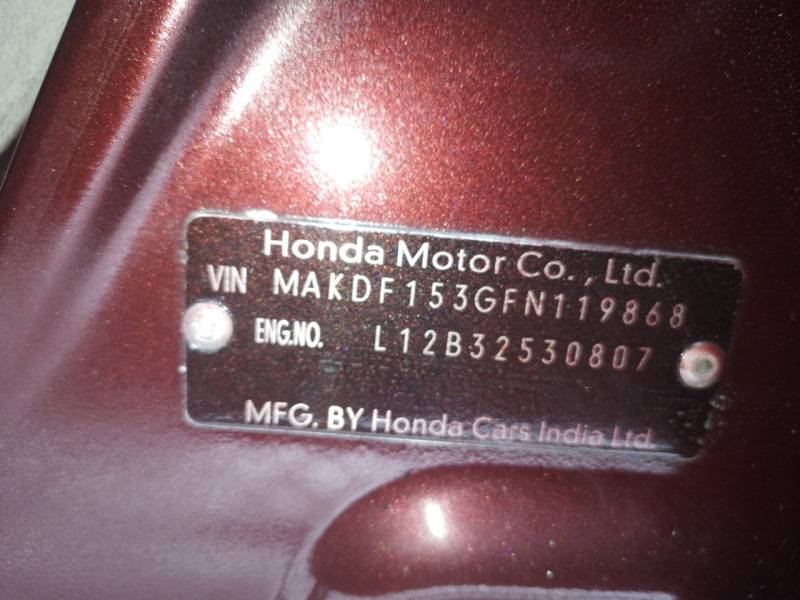 Honda Motor Co., Ltd.
VIN MAKDF153GFN119868
ENG.NO. L12B32530807
MFG. BY Honda Cars India Ltd.